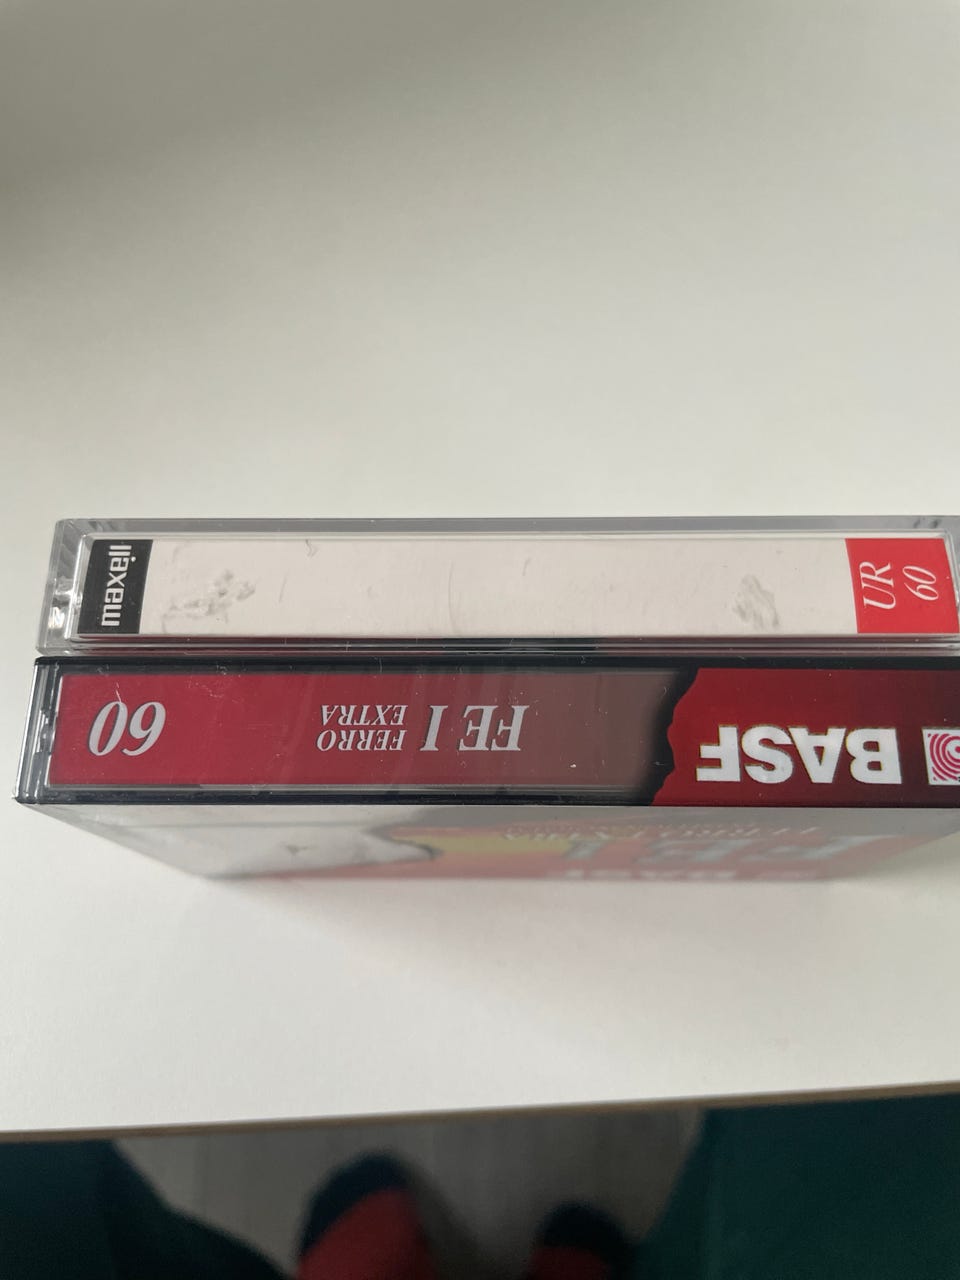 maxell
UR
60
BASF
FE I
FERRO
EXTRA
60